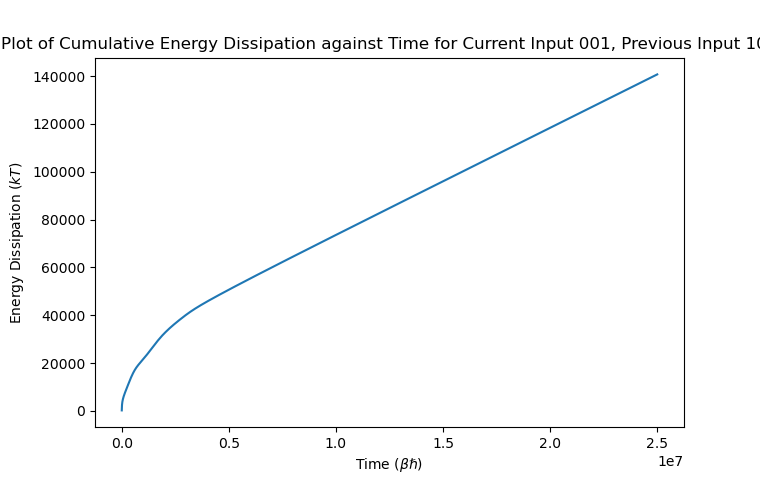 Plot of Cumulative Energy Dissipation against Time for Current Input 001, Previous Input 10
140000
120000
100000
80000
60000
40000
20000
0
Energy Dissipation (kT)
0.0 0.5 1.0 1.5 2.0 2.5
1e7
Time (βħ)